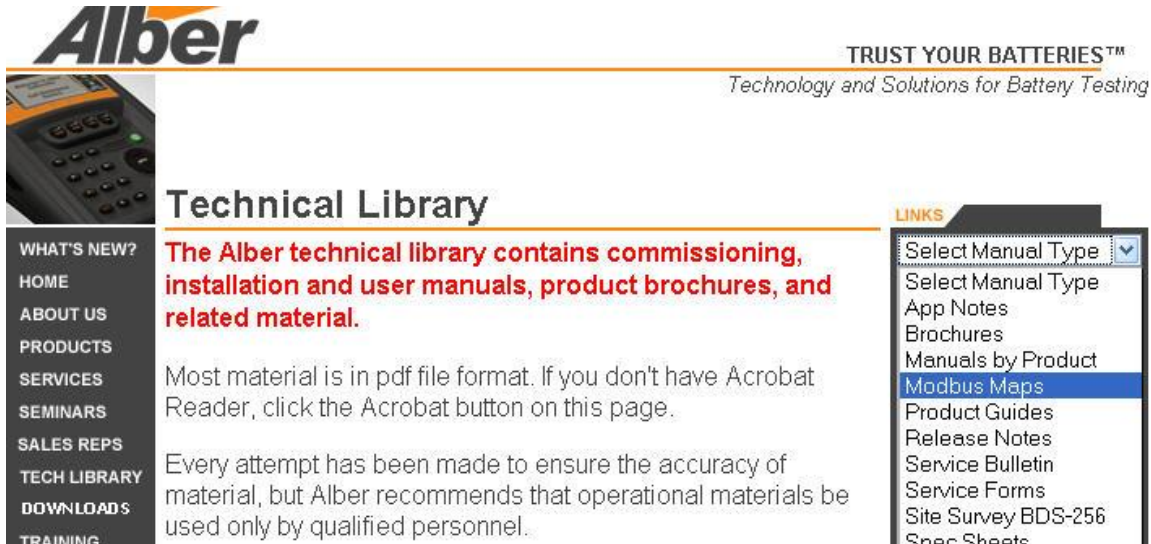 Alber
TRUST YOUR BATTERIES™
Technology and Solutions for Battery Testing
Technical Library
The Alber technical library contains commissioning,
installation and user manuals, product brochures, and
related material.
Most material is in pdf file format. If you don't have Acrobat
Reader, click the Acrobat button on this page.
Every attempt has been made to ensure the accuracy of
material, but Alber recommends that operational materials be
used only by qualified personnel.
WHAT'S NEW?
HOME
ABOUT US
PRODUCTS
SERVICES
SEMINARS
SALES REPS
TECH LIBRARY
DOWNLOADS
TRAINING
LINKS
Select Manual Type
Select Manual Type
App Notes
Brochures
Manuals by Product
Modbus Maps
Product Guides
Release Notes
Service Bulletin
Service Forms
Site Survey BDS-256
Spec Sheets